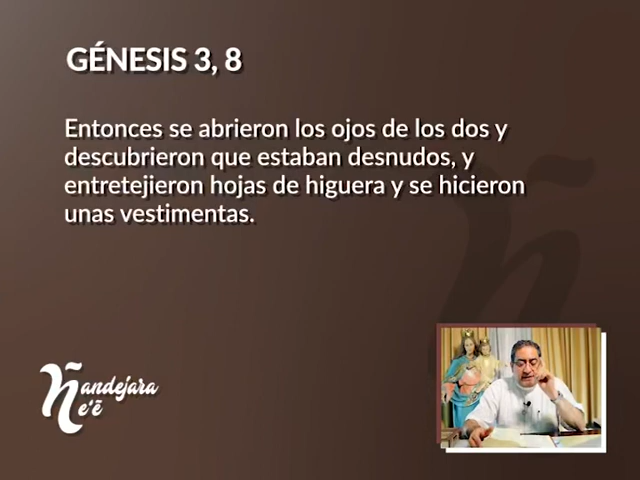 GÉNESIS 3, 8
Entonces se abrieron los ojos de los dos y
descubrieron que estaban desnudos, y
entretejieron hojas de higuera y se hicieron
unas vestimentas.
Ñandejara
Ñe'ẽ